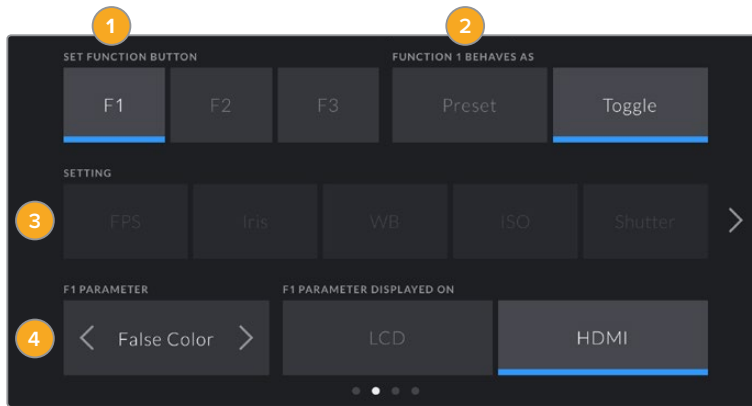 1
2
SET FUNCTION BUTTON
FUNCTION 1 BEHAVES AS
F1 F2 F3 Preset Toggle
SETTING
3 FPS Iris WB ISO Shutter
F1 PARAMETER
F1 PARAMETER DISPLAYED ON
4 False Color LCD HDMI